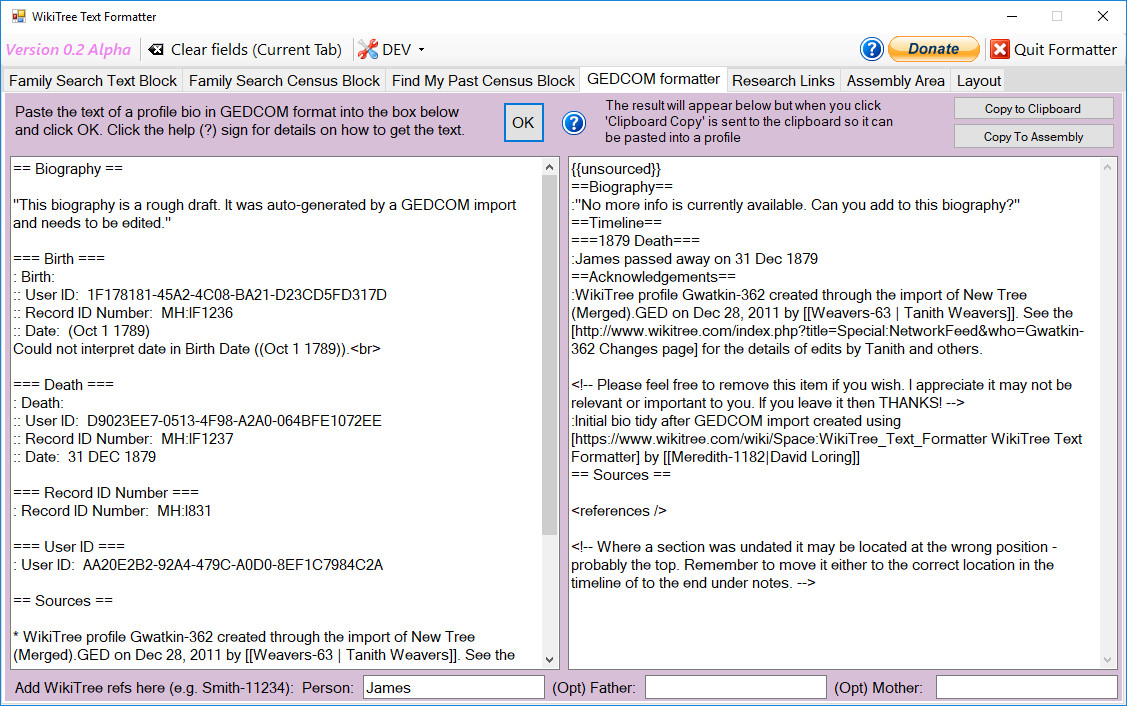 WikiTree Text Formatter
Version 0.2 Alpha
Clear fields (Current Tab)
DEV
?
Donate
Quit Formatter
Family Search Text Block
Family Search Census Block
Find My Past Census Block
GEDCOM formatter
Research Links
Assembly Area
Layout
Paste the text of a profile bio in GEDCOM format into the box below
and click OK. Click the help (?) sign for details on how to get the text.
OK
?
The result will appear below but when you click
'Clipboard Copy' is sent to the clipboard so it can
be pasted into a profile
Copy to Clipboard
Copy To Assembly
== Biography ==
"This biography is a rough draft. It was auto-generated by a GEDCOM import
and needs to be edited."
=== Birth ===
: Birth:
:: User ID:  1F178181-45A2-4C08-BA21-D23CD5FD317D
:: Record ID Number:  MH:IF1236
:: Date:  (Oct 1 1789)
Could not interpret date in Birth Date ((Oct 1 1789)).<br>
=== Death ===
: Death:
:: User ID:  D9023EE7-0513-4F98-A2A0-064BFE1072EE
:: Record ID Number:  MH:IF1237
:: Date:  31 DEC 1879
=== Record ID Number ===
: Record ID Number:  MH:I831
=== User ID ===
: User ID:  AA20E2B2-92A4-479C-A0D0-8EF1C7984C2A
== Sources ==
* WikiTree profile Gwatkin-362 created through the import of New Tree
(Merged).GED on Dec 28, 2011 by [[Weavers-63 | Tanith Weavers]]. See the
{{unsourced}}
==Biography==
:"No more info is currently available. Can you add to this biography?"
==Timeline==
===1879 Death===
:James passed away on 31 Dec 1879
==Acknowledgements==
:WikiTree profile Gwatkin-362 created through the import of New Tree
(Merged).GED on Dec 28, 2011 by [[Weavers-63 | Tanith Weavers]]. See the
[http://www.wikitree.com/index.php?title=Special:NetworkFeed&who=Gwatkin-
362 Changes page] for the details of edits by Tanith and others.
<!-- Please feel free to remove this item if you wish. I appreciate it may not be
relevant or important to you. If you leave it then THANKS! -->
:Initial bio tidy after GEDCOM import created using
[https://www.wikitree.com/wiki/Space:WikiTree_Text_Formatter WikiTree Text
Formatter] by [[Meredith-1182|David Loring]]
== Sources ==
<references />
<!-- Where a section was undated it may be located at the wrong position -
probably the top. Remember to move it either to the correct location in the
timeline of to the end under notes. -->
Add WikiTree refs here (e.g. Smith-11234):  Person:
James
(Opt) Father:
(Opt) Mother: